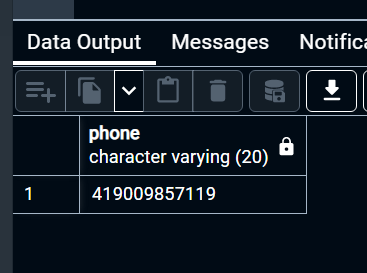 Data Output Messages Notifica
phone
character varying (20)
1 419009857119